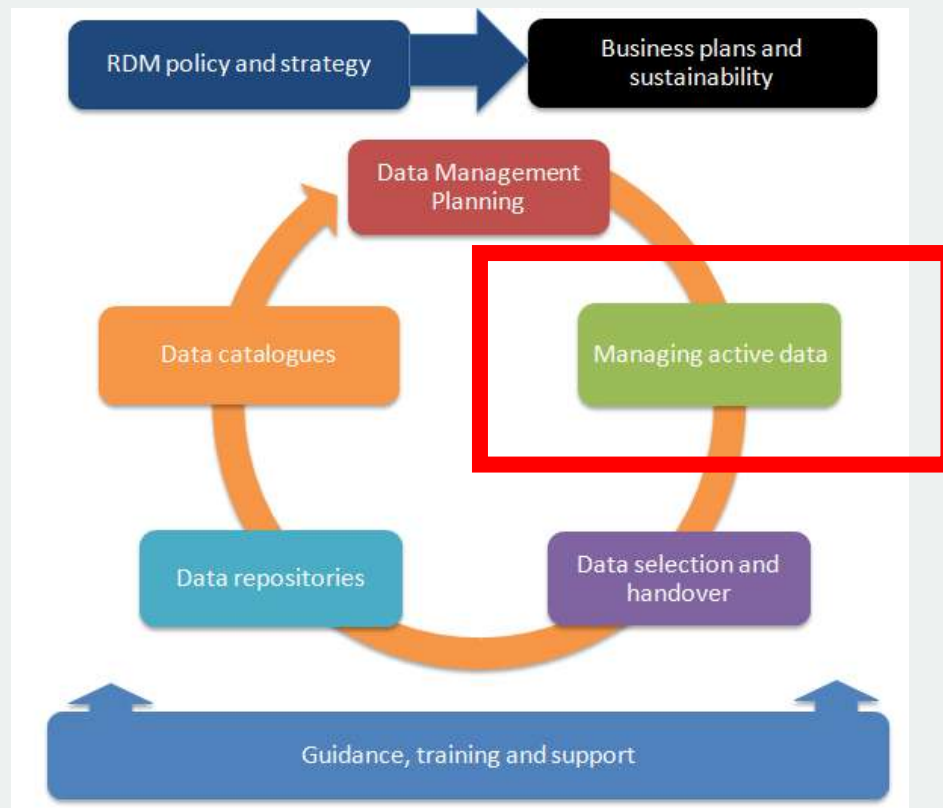 RDM policy and strategy
Business plans and
sustainability
Data Management
Planning
Data catalogues
Managing active data
Data repositories
Data selection and
handover
Guidance, training and support